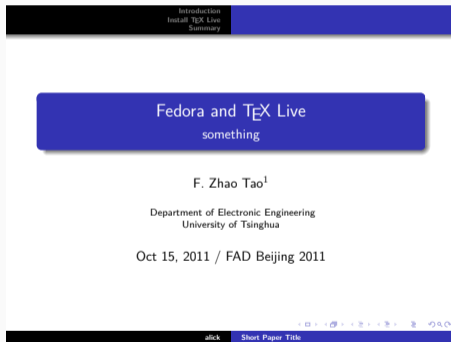 Introduction
Install TEX Live
Summary
Fedora and TEX Live
something
F. Zhao Tao1
Department of Electronic Engineering
University of Tsinghua
Oct 15, 2011 / FAD Beijing 2011
alick
Short Paper Title